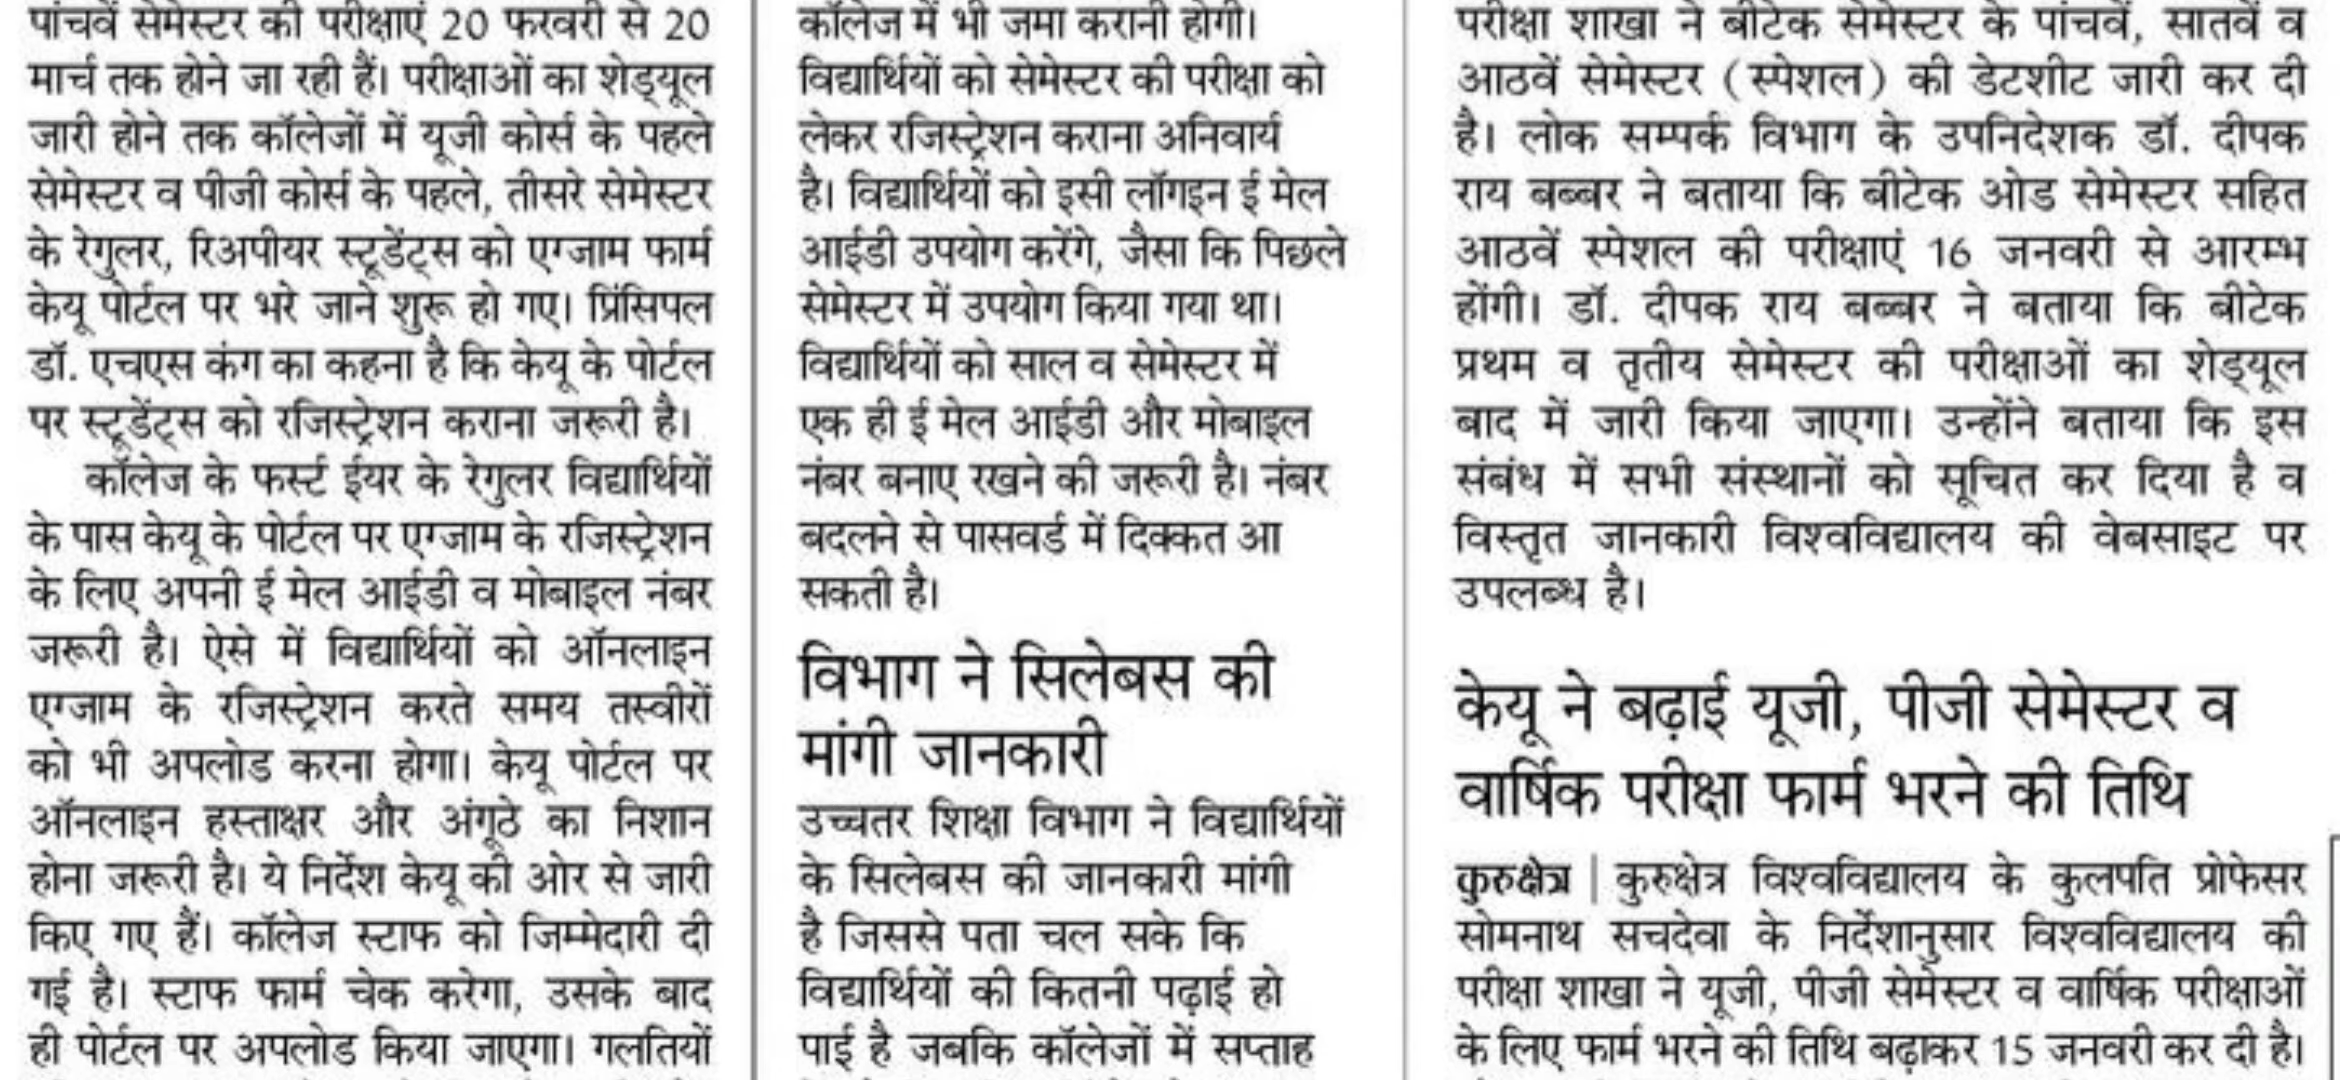 पांचवें सेमेस्टर की परीक्षाएं 20 फरवरी से 20
मार्च तक होने जा रही हैं। परीक्षाओं का शेड्यूल
जारी होने तक कॉलेजों में यूजी कोर्स के पहले
सेमेस्टर व पीजी कोर्स के पहले, तीसरे सेमेस्टर
के रेगुलर, रिअपीयर स्टूडेंट्स को एग्जाम फार्म
केयू पोर्टल पर भरे जाने शुरू हो गए। प्रिंसिपल
डॉ. एचएस कंग का कहना है कि केयू के पोर्टल
पर स्टूडेंट्स को रजिस्ट्रेशन कराना जरूरी है।
कॉलेज के फर्स्ट ईयर के रेगुलर विद्यार्थियों
के पास केयू के पोर्टल पर एग्जाम के रजिस्ट्रेशन
के लिए अपनी ई मेल आईडी व मोबाइल नंबर
जरूरी है। ऐसे में विद्यार्थियों को ऑनलाइन
एग्जाम के रजिस्ट्रेशन करते समय तस्वीरों
को भी अपलोड करना होगा। केयू पोर्टल पर
ऑनलाइन हस्ताक्षर और अंगूठे का निशान
होना जरूरी है। ये निर्देश केयू की ओर से जारी
किए गए हैं। कॉलेज स्टाफ को जिम्मेदारी दी
गई है। स्टाफ फार्म चेक करेगा, उसके बाद
ही पोर्टल पर अपलोड किया जाएगा। गलतियों
कॉलेज में भी जमा करानी होगी।
विद्यार्थियों को सेमेस्टर की परीक्षा को
लेकर रजिस्ट्रेशन कराना अनिवार्य
है। विद्यार्थियों को इसी लॉगइन ई मेल
आईडी उपयोग करेंगे, जैसा कि पिछले
सेमेस्टर में उपयोग किया गया था।
विद्यार्थियों को साल व सेमेस्टर में
एक ही ई मेल आईडी और मोबाइल
नंबर बनाए रखने की जरूरी है। नंबर
बदलने से पासवर्ड में दिक्कत आ
सकती है।
विभाग ने सिलेबस की
मांगी जानकारी
उच्चतर शिक्षा विभाग ने विद्यार्थियों
के सिलेबस की जानकारी मांगी
है जिससे पता चल सके कि
विद्यार्थियों की कितनी पढ़ाई हो
पाई है जबकि कॉलेजों में सप्ताह
परीक्षा शाखा ने बीटेक सेमेस्टर के पांचवें, सातवें व
आठवें सेमेस्टर (स्पेशल) की डेटशीट जारी कर दी
है। लोक सम्पर्क विभाग के उपनिदेशक डॉ. दीपक
राय बब्बर ने बताया कि बीटेक ओड सेमेस्टर सहित
आठवें स्पेशल की परीक्षाएं 16 जनवरी से आरम्भ
होंगी। डॉ. दीपक राय बब्बर ने बताया कि बीटेक
प्रथम व तृतीय सेमेस्टर की परीक्षाओं का शेड्यूल
बाद में जारी किया जाएगा। उन्होंने बताया कि इस
संबंध में सभी संस्थानों को सूचित कर दिया है व
विस्तृत जानकारी विश्वविद्यालय की वेबसाइट पर
उपलब्ध है।
केयू ने बढ़ाई यूजी, पीजी सेमेस्टर व
वार्षिक परीक्षा फार्म भरने की तिथि
कुरुक्षेत्र | कुरुक्षेत्र विश्वविद्यालय के कुलपति प्रोफेसर
सोमनाथ सचदेवा के निर्देशानुसार विश्वविद्यालय की
परीक्षा शाखा ने यूजी, पीजी सेमेस्टर व वार्षिक परीक्षाओं
के लिए फार्म भरने की तिथि बढ़ाकर 15 जनवरी कर दी है।